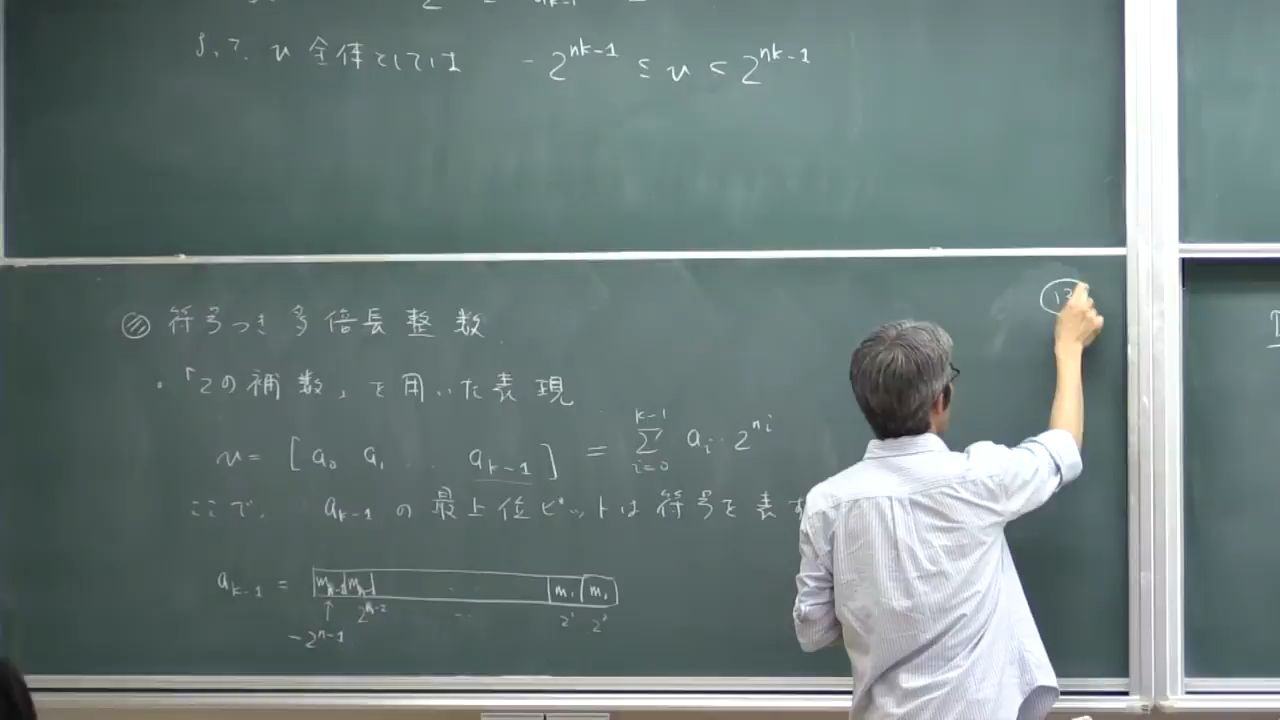 よって u 全体としては -2^{nk-1} ≦ u < 2^{nk-1}
符号つき多倍長整数
・「2の補数」を用いた表現
u = [a_0 a_1 ... a_{k-1}] = \sum_{i=0}^{k-1} a_i・2^{ni}
ここで, a_{k-1} の最上位ビットは符号を表す
a_{k-1} = m_1 m_0
↑ 2^{n-2} ... 2^1 2^0
-2^{n-1}